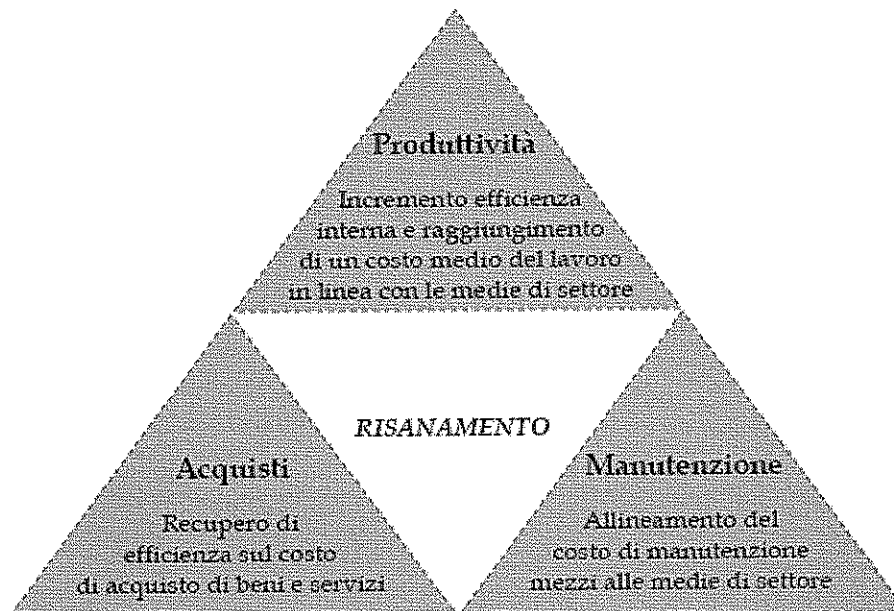 Produttività
Incremento efficienza
interna e raggiungimento
di un costo medio del lavoro
in linea con le medie di settore
RISANAMENTO
Acquisti
Recupero di
efficienza sul costo
di acquisto di beni e servizi
Manutenzione
Allineamento del
costo di manutenzione
mezzi alle medie di settore